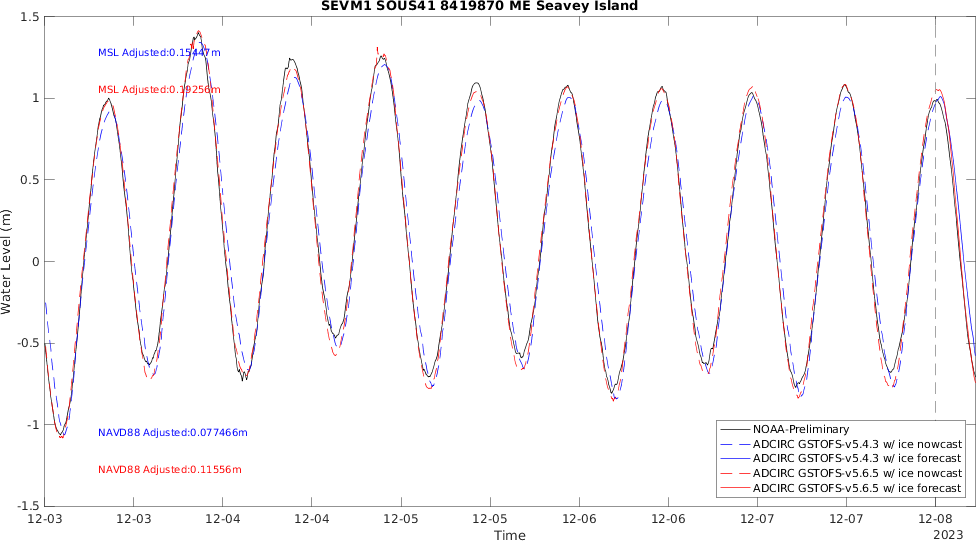 SEVM1 SOUS41 8419870 ME Seavey Island
1.5
MSL Adjusted:0.15447m
MSL Adjusted:0.19256m
1
0.5
0
-0.5
-1
-1.5
Water Level (m)
NAVD88 Adjusted:0.077466m
NAVD88 Adjusted:0.11556m
NOAA-Preliminary
ADCIRC GSTOFS-v5.4.3 w/ ice nowcast
ADCIRC GSTOFS-v5.4.3 w/ ice forecast
ADCIRC GSTOFS-v5.6.5 w/ ice nowcast
ADCIRC GSTOFS-v5.6.5 w/ ice forecast
12-03 12-03 12-04 12-04 12-05 12-05 12-06 12-06 12-07 12-07 12-08
Time
2023